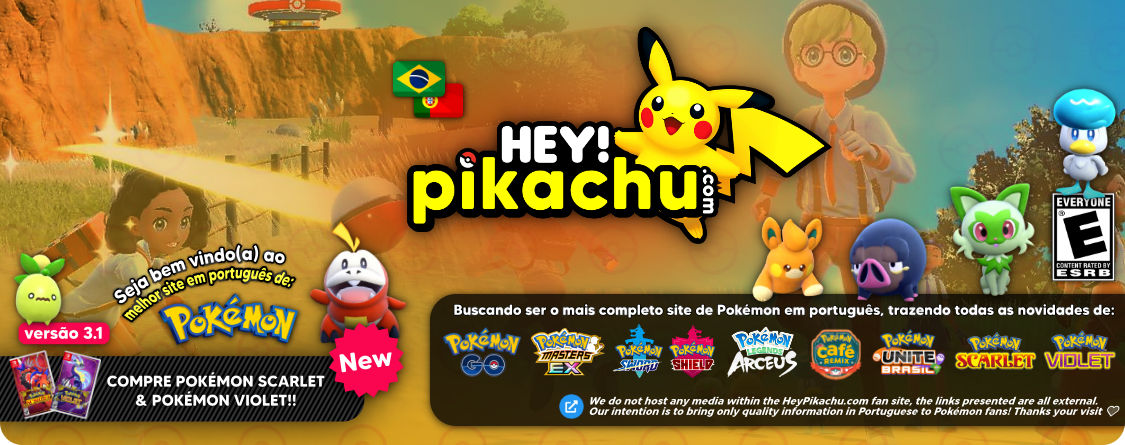 HEY!
pikachu
.com
Seja bem vindo(a) ao
melhor site em português de:
POKÉMON
versão 3.1
New
COMPRE POKÉMON SCARLET
& POKÉMON VIOLET!!
EVERYONE
E
®
CONTENT RATED BY
ESRB
Buscando ser o mais completo site de Pokémon em português, trazendo todas as novidades de:
POKÉMON GO
POKÉMON MASTERS EX
POKÉMON SWORD
POKÉMON SHIELD
POKÉMON LEGENDS ARCEUS
POKÉMON Café REMIX
POKÉMON UNITE BRASIL
POKÉMON SCARLET
POKÉMON VIOLET
We do not host any media within the HeyPikachu.com fan site, the links presented are all external.
Our intention is to bring only quality information in Portuguese to Pokémon fans! Thanks your visit